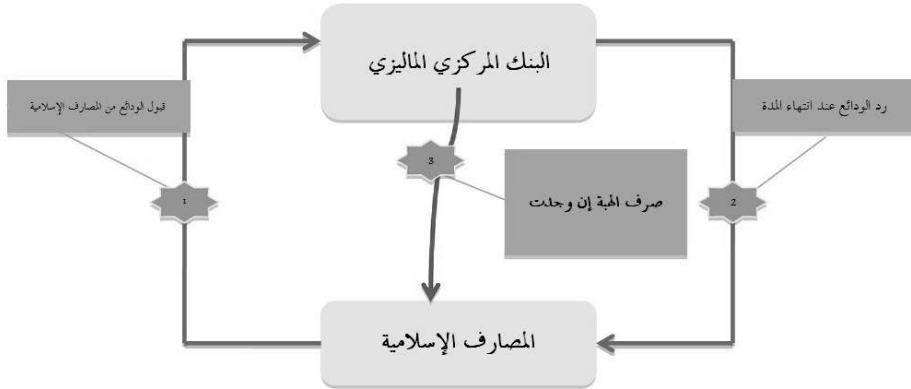 البنك المركزي الماليزي
قبول الودائع من المصارف الإسلامية
رد الودائع عند انتهاء المدة
3
صرف الهبة إن وجدت
1
2
المصارف الإسلامية